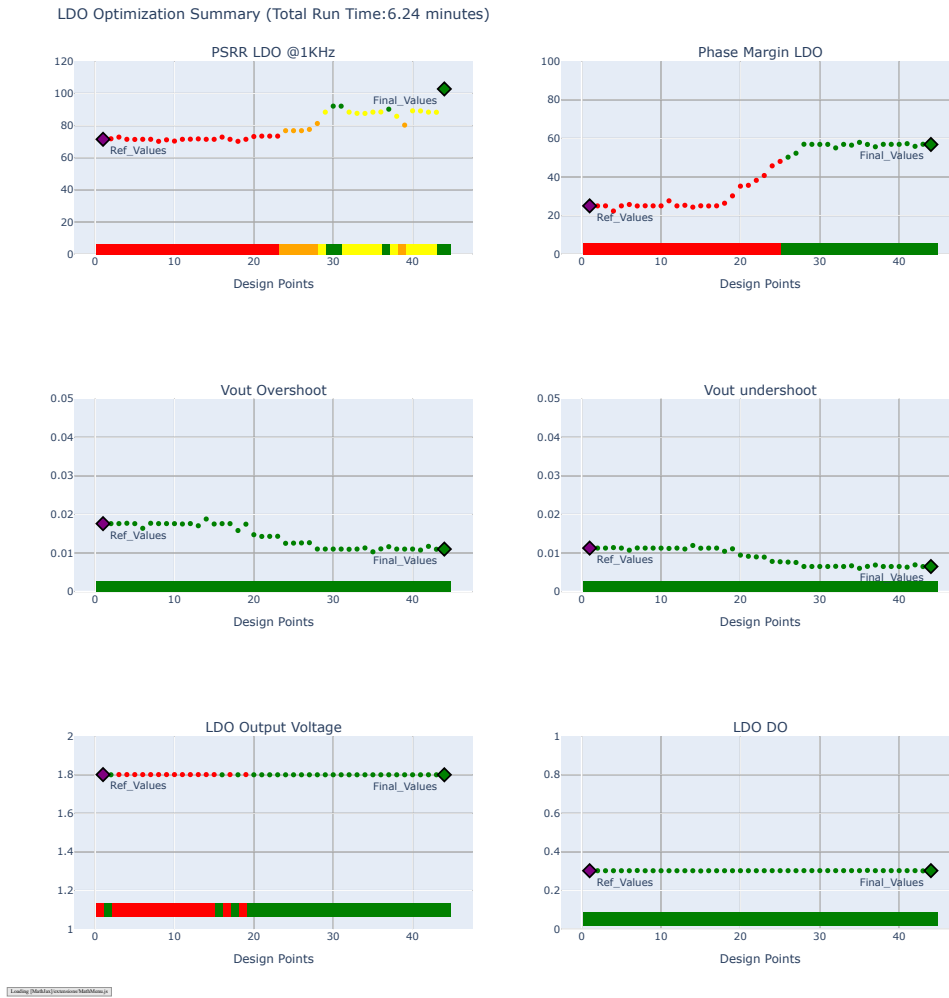 LDO Optimization Summary (Total Run Time:6.24 minutes)
PSRR LDO @1KHz
120
100
80
60
40
20
0
Ref_Values
Final_Values
0 10 20 30 40
Design Points
Phase Margin LDO
100
80
60
40
20
0
Ref_Values
Final_Values
0 10 20 30 40
Design Points
Vout Overshoot
0.05
0.04
0.03
0.02
0.01
0
Ref_Values
Final_Values
0 10 20 30 40
Design Points
Vout undershoot
0.05
0.04
0.03
0.02
0.01
0
Ref_Values
Final_Values
0 10 20 30 40
Design Points
LDO Output Voltage
2
1.8
1.6
1.4
1.2
1
Ref_Values
Final_Values
0 10 20 30 40
Design Points
LDO DO
1
0.8
0.6
0.4
0.2
0
Ref_Values
Final_Values
0 10 20 30 40
Design Points
Loading [MathJax]/extensions/MathMenu.js